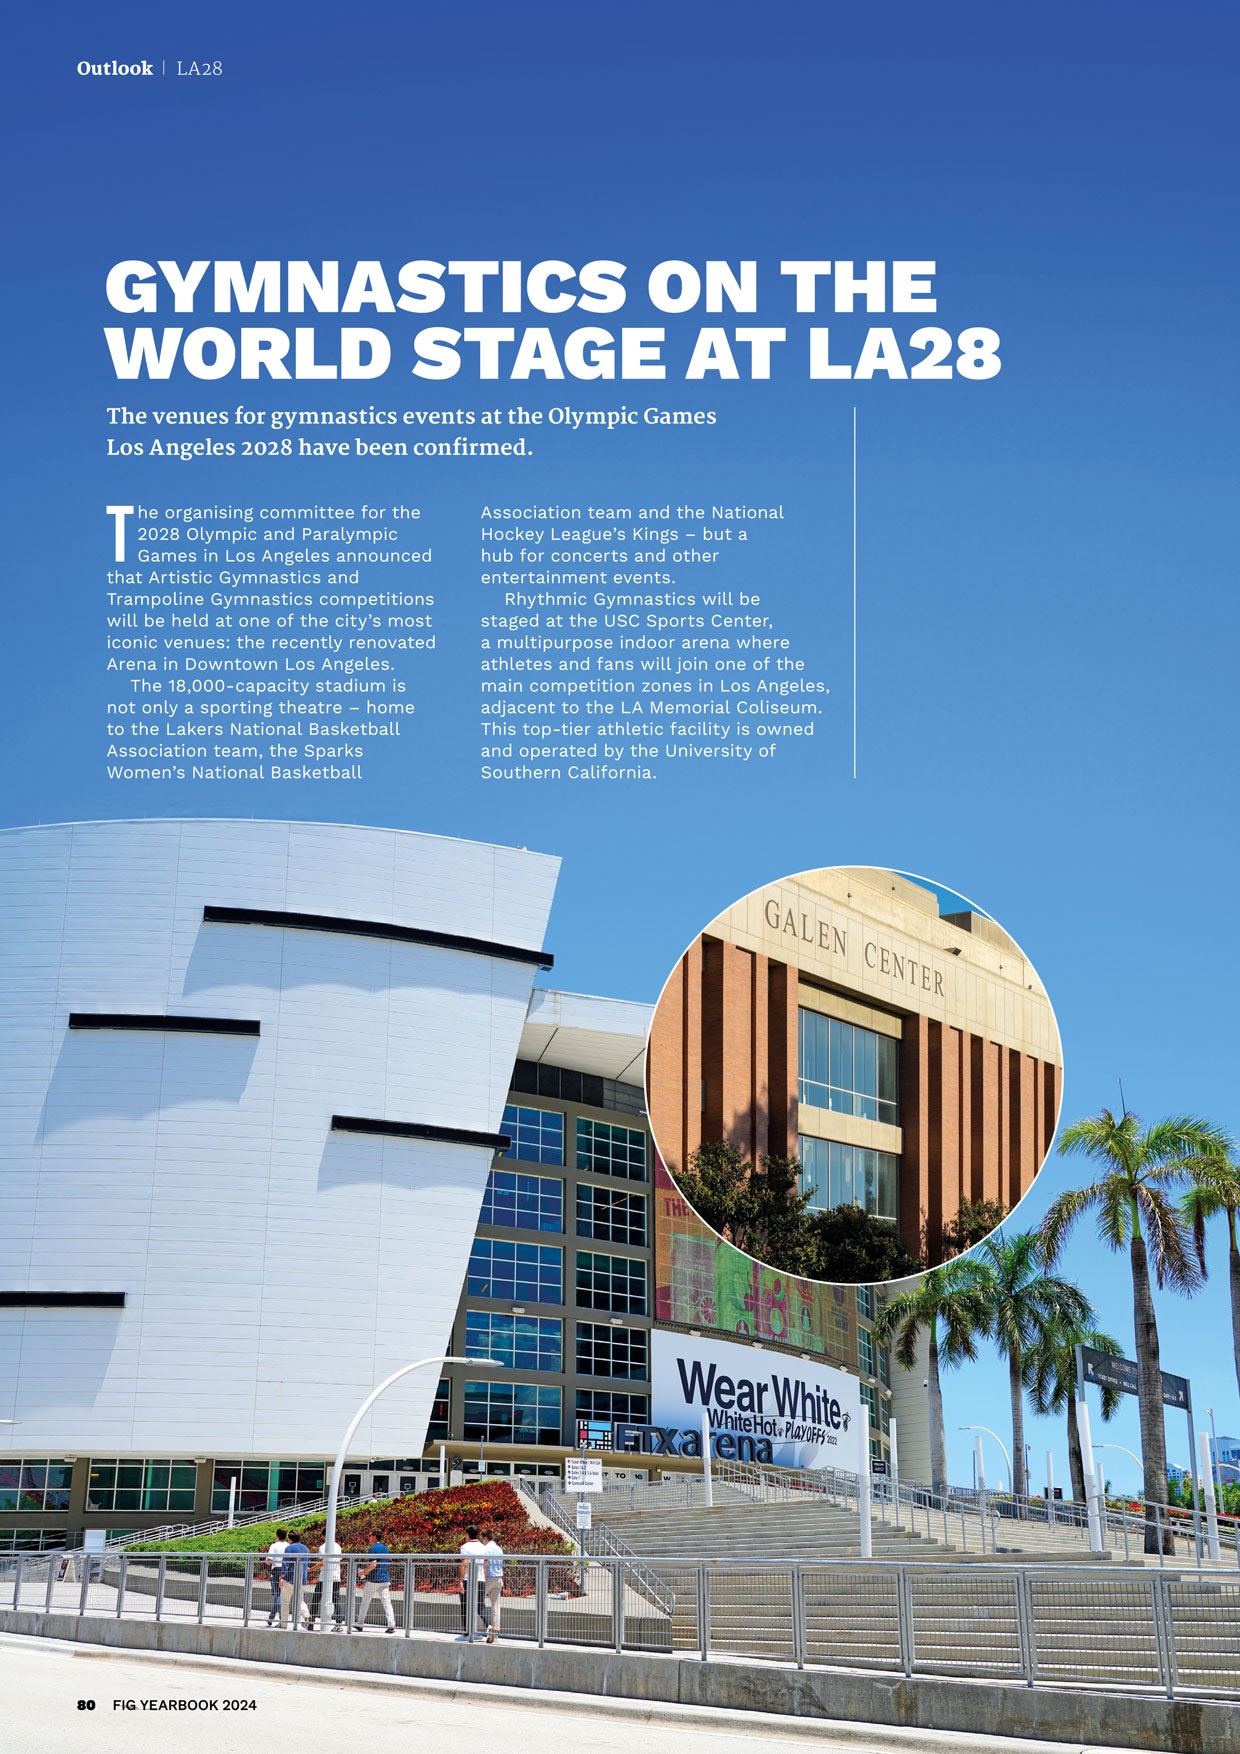 Outlook | LA28
GYMNASTICS ON THE
WORLD STAGE AT LA28
The venues for gymnastics events at the Olympic Games
Los Angeles 2028 have been confirmed.
The organising committee for the
2028 Olympic and Paralympic
Games in Los Angeles announced
that Artistic Gymnastics and
Trampoline Gymnastics competitions
will be held at one of the city’s most
iconic venues: the recently renovated
Arena in Downtown Los Angeles.
The 18,000-capacity stadium is
not only a sporting theatre – home
to the Lakers National Basketball
Association team, the Sparks
Women’s National Basketball
Association team and the National
Hockey League’s Kings – but a
hub for concerts and other
entertainment events.
Rhythmic Gymnastics will be
staged at the USC Sports Center,
a multipurpose indoor arena where
athletes and fans will join one of the
main competition zones in Los Angeles,
adjacent to the LA Memorial Coliseum.
This top-tier athletic facility is owned
and operated by the University of
Southern California.
GALEN CENTER
THE
Wear White
White Hot PLAYOFFS 2022
FTX arena
WELCOME TO
80 FIG YEARBOOK 2024